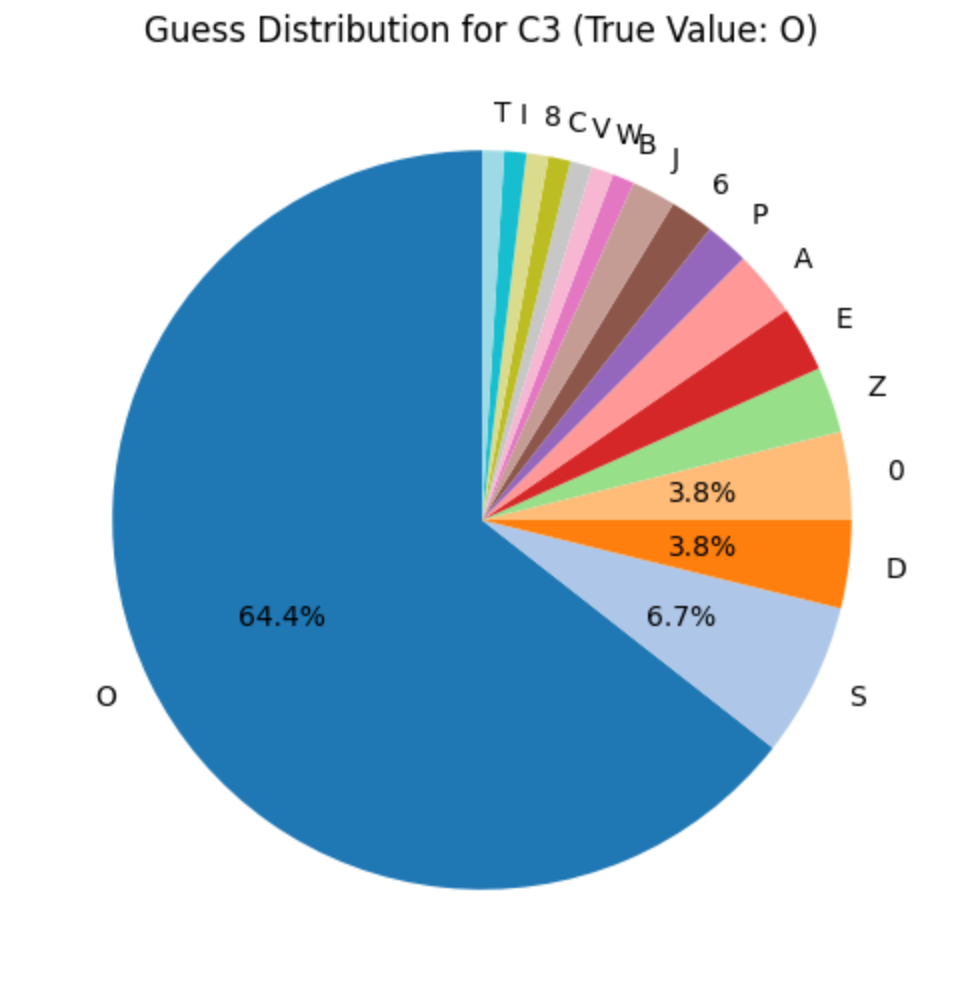 Guess Distribution for C3 (True Value: O)
T I 8 C V W B J
6
P
A
E
Z
0
3.8%
3.8%
D
64.4%
6.7%
O
S